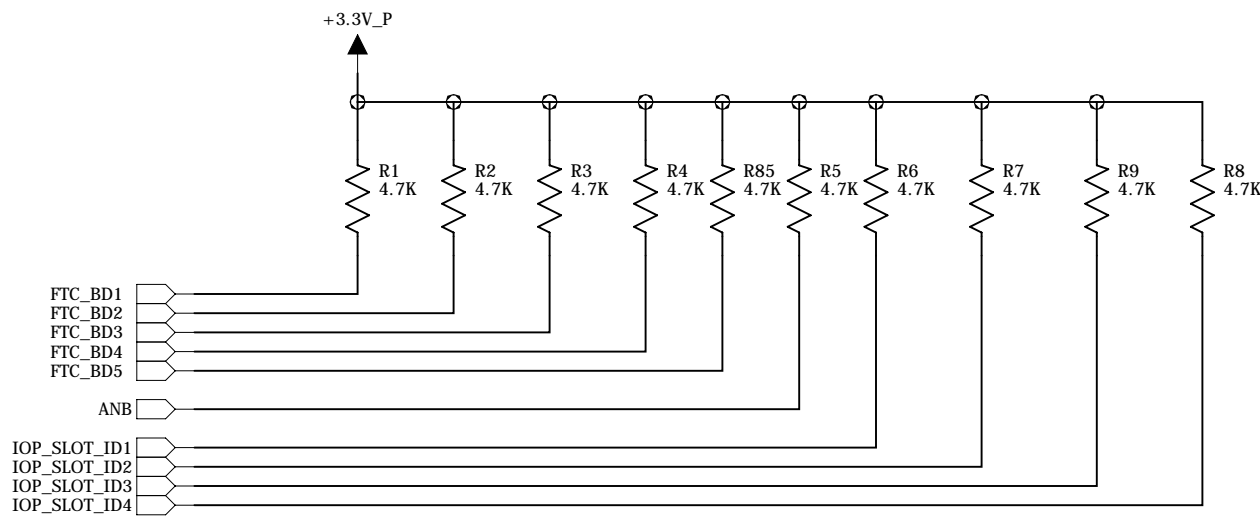 +3.3V_P
R1
4.7K
R2
4.7K
R3
4.7K
R4
4.7K
R85
4.7K
R5
4.7K
R6
4.7K
R7
4.7K
R9
4.7K
R8
4.7K
FTC_BD1
FTC_BD2
FTC_BD3
FTC_BD4
FTC_BD5
ANB
IOP_SLOT_ID1
IOP_SLOT_ID2
IOP_SLOT_ID3
IOP_SLOT_ID4